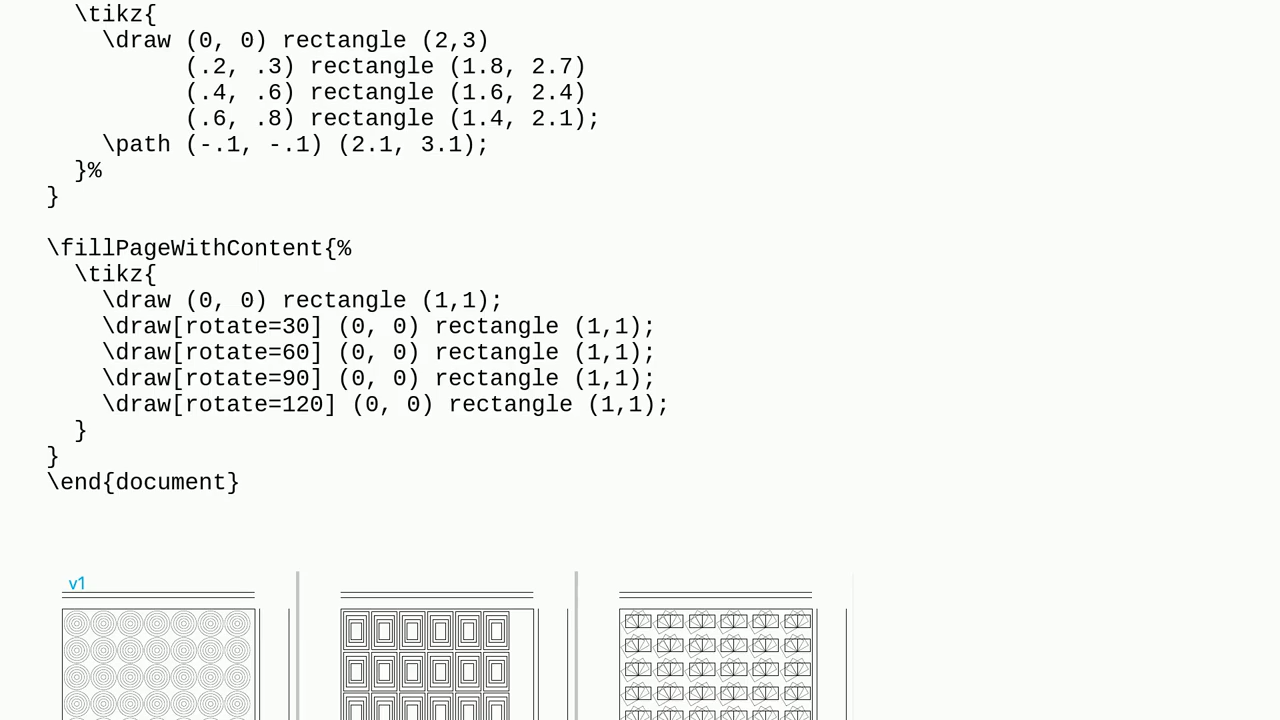 \tikz{
\draw (0, 0) rectangle (2,3)
(.2, .3) rectangle (1.8, 2.7)
(.4, .6) rectangle (1.6, 2.4)
(.6, .8) rectangle (1.4, 2.1);
\path (-.1, -.1) (2.1, 3.1);
}%
}
\fillPageWithContent{%
\tikz{
\draw (0, 0) rectangle (1,1);
\draw[rotate=30] (0, 0) rectangle (1,1);
\draw[rotate=60] (0, 0) rectangle (1,1);
\draw[rotate=90] (0, 0) rectangle (1,1);
\draw[rotate=120] (0, 0) rectangle (1,1);
}
}
\end{document}
v1